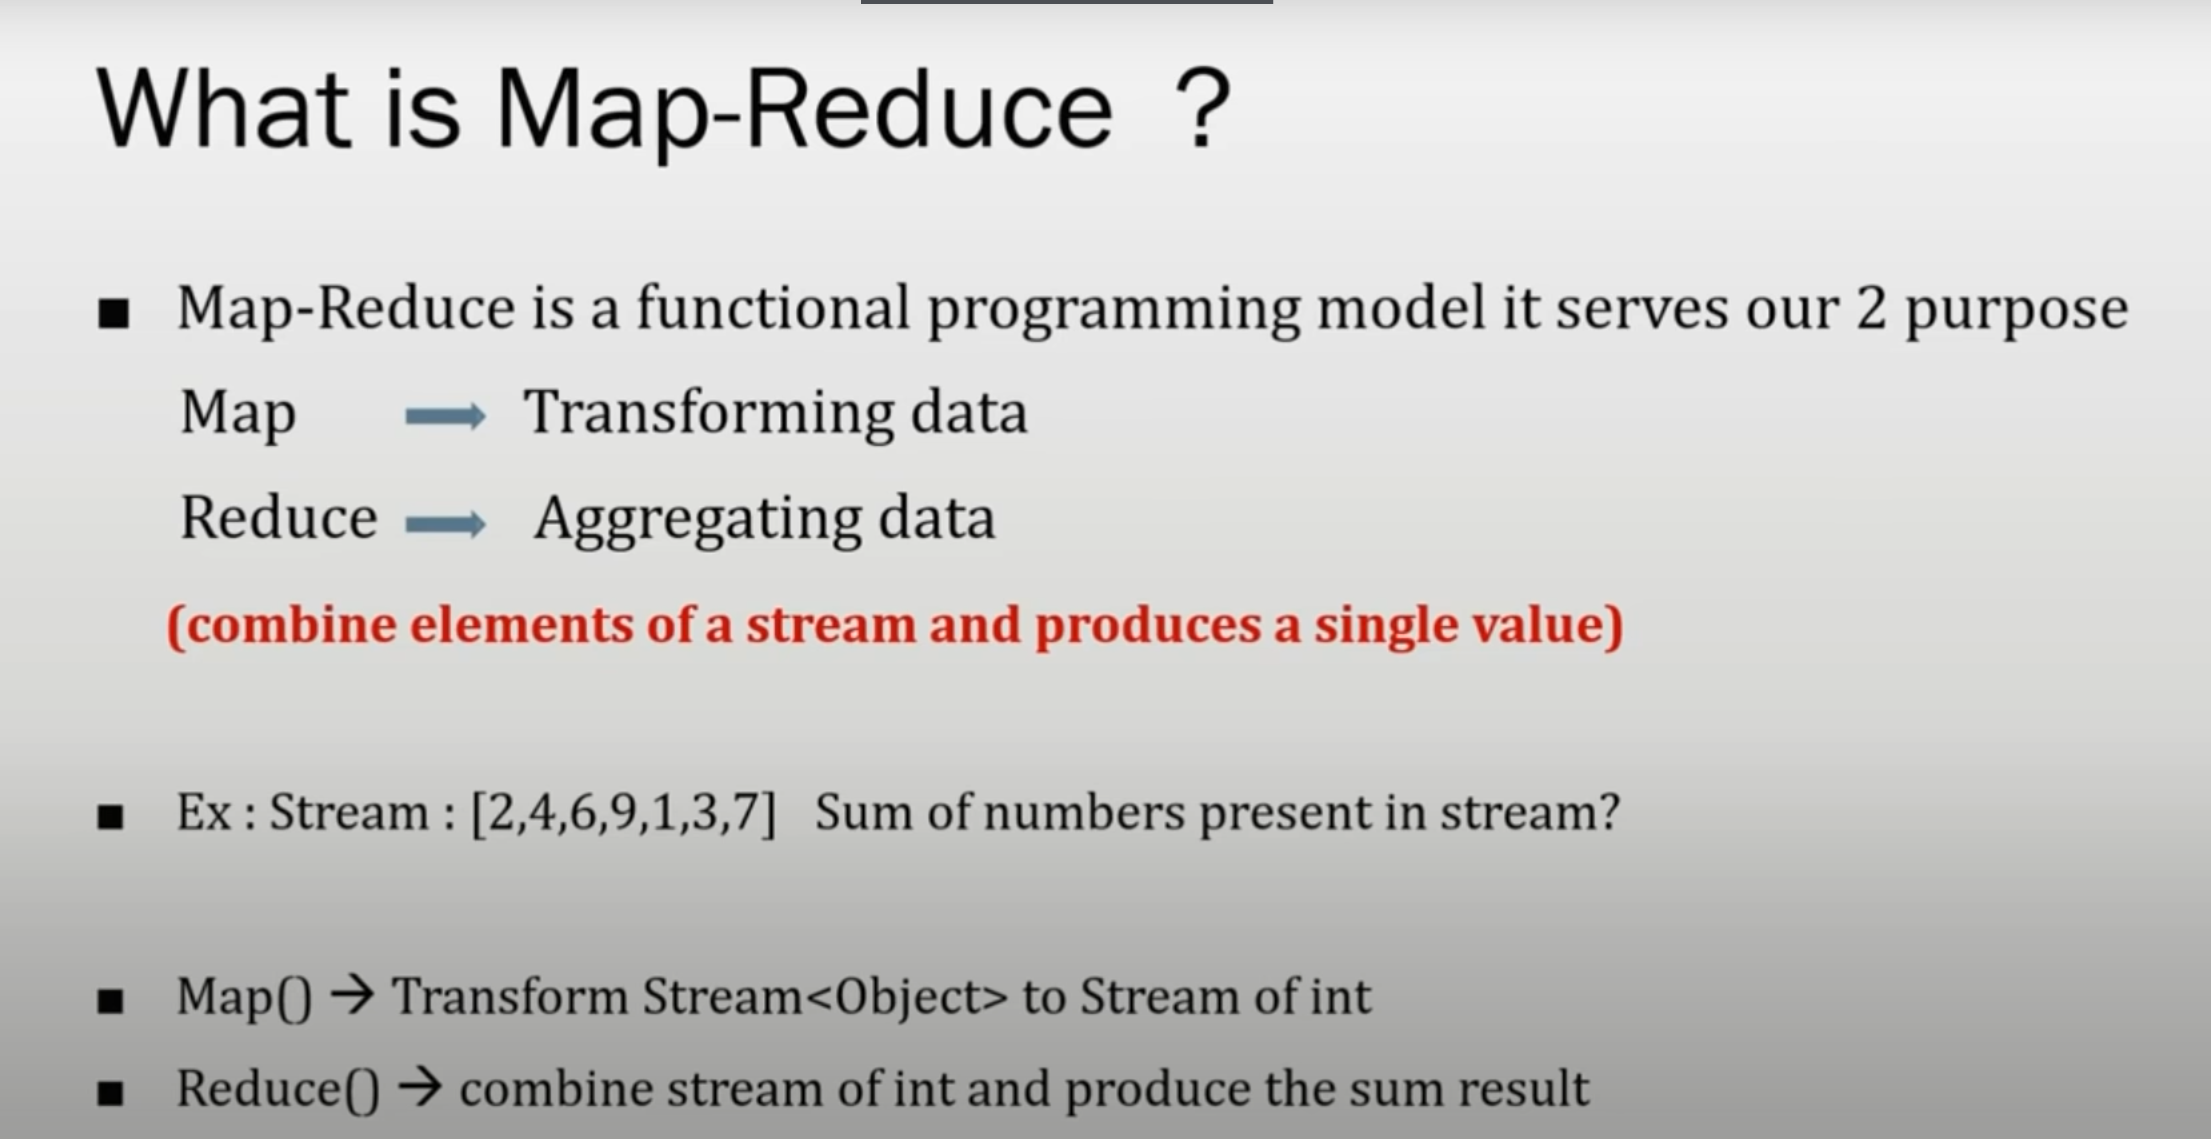 What is Map-Reduce ?
■ Map-Reduce is a functional programming model it serves our 2 purpose
Map → Transforming data
Reduce → Aggregating data
(combine elements of a stream and produces a single value)
■ Ex : Stream : [2,4,6,9,1,3,7] Sum of numbers present in stream?
■ Map() → Transform Stream<Object> to Stream of int
■ Reduce() → combine stream of int and produce the sum result